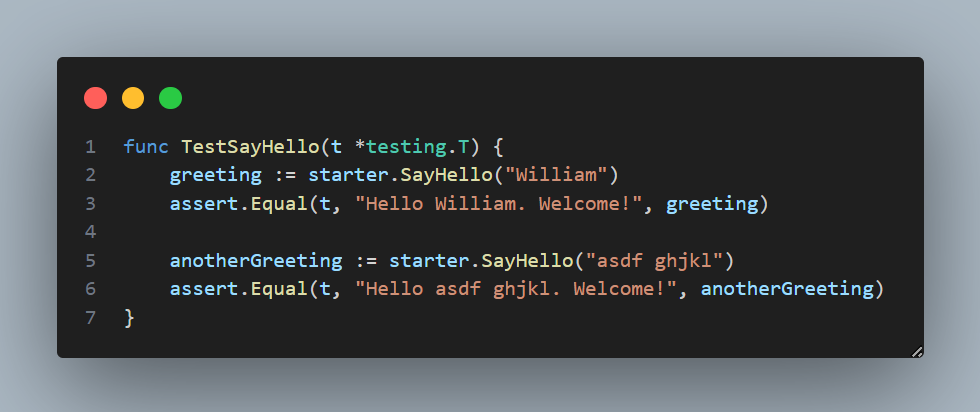 1 func TestSayHello(t *testing.T) {
2     greeting := starter.SayHello("William")
3     assert.Equal(t, "Hello William. Welcome!", greeting)
4
5     anotherGreeting := starter.SayHello("asdf ghjkl")
6     assert.Equal(t, "Hello asdf ghjkl. Welcome!", anotherGreeting)
7 }